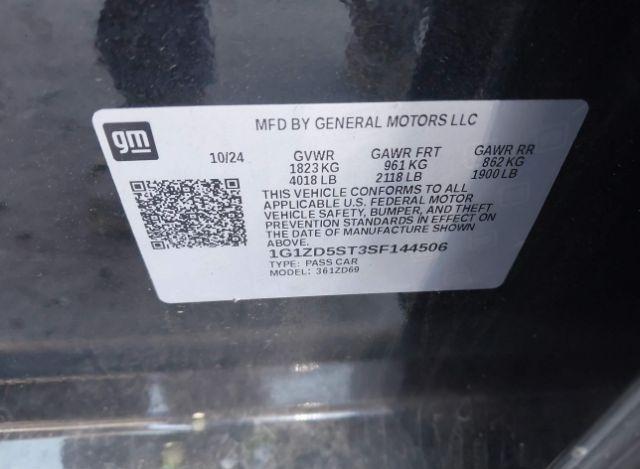 gm
MFD BY GENERAL MOTORS LLC
10/24 GVWR GAWR FRT GAWR RR
1823 KG 961 KG 862 KG
4018 LB 2118 LB 1900 LB
THIS VEHICLE CONFORMS TO ALL
APPLICABLE U.S. FEDERAL MOTOR
VEHICLE SAFETY, BUMPER, AND THEFT
PREVENTION STANDARDS IN EFFECT ON
THE DATE OF MANUFACTURE SHOWN
ABOVE.
1G1ZD5ST3SF144506
TYPE: PASS CAR
MODEL: 361ZD69